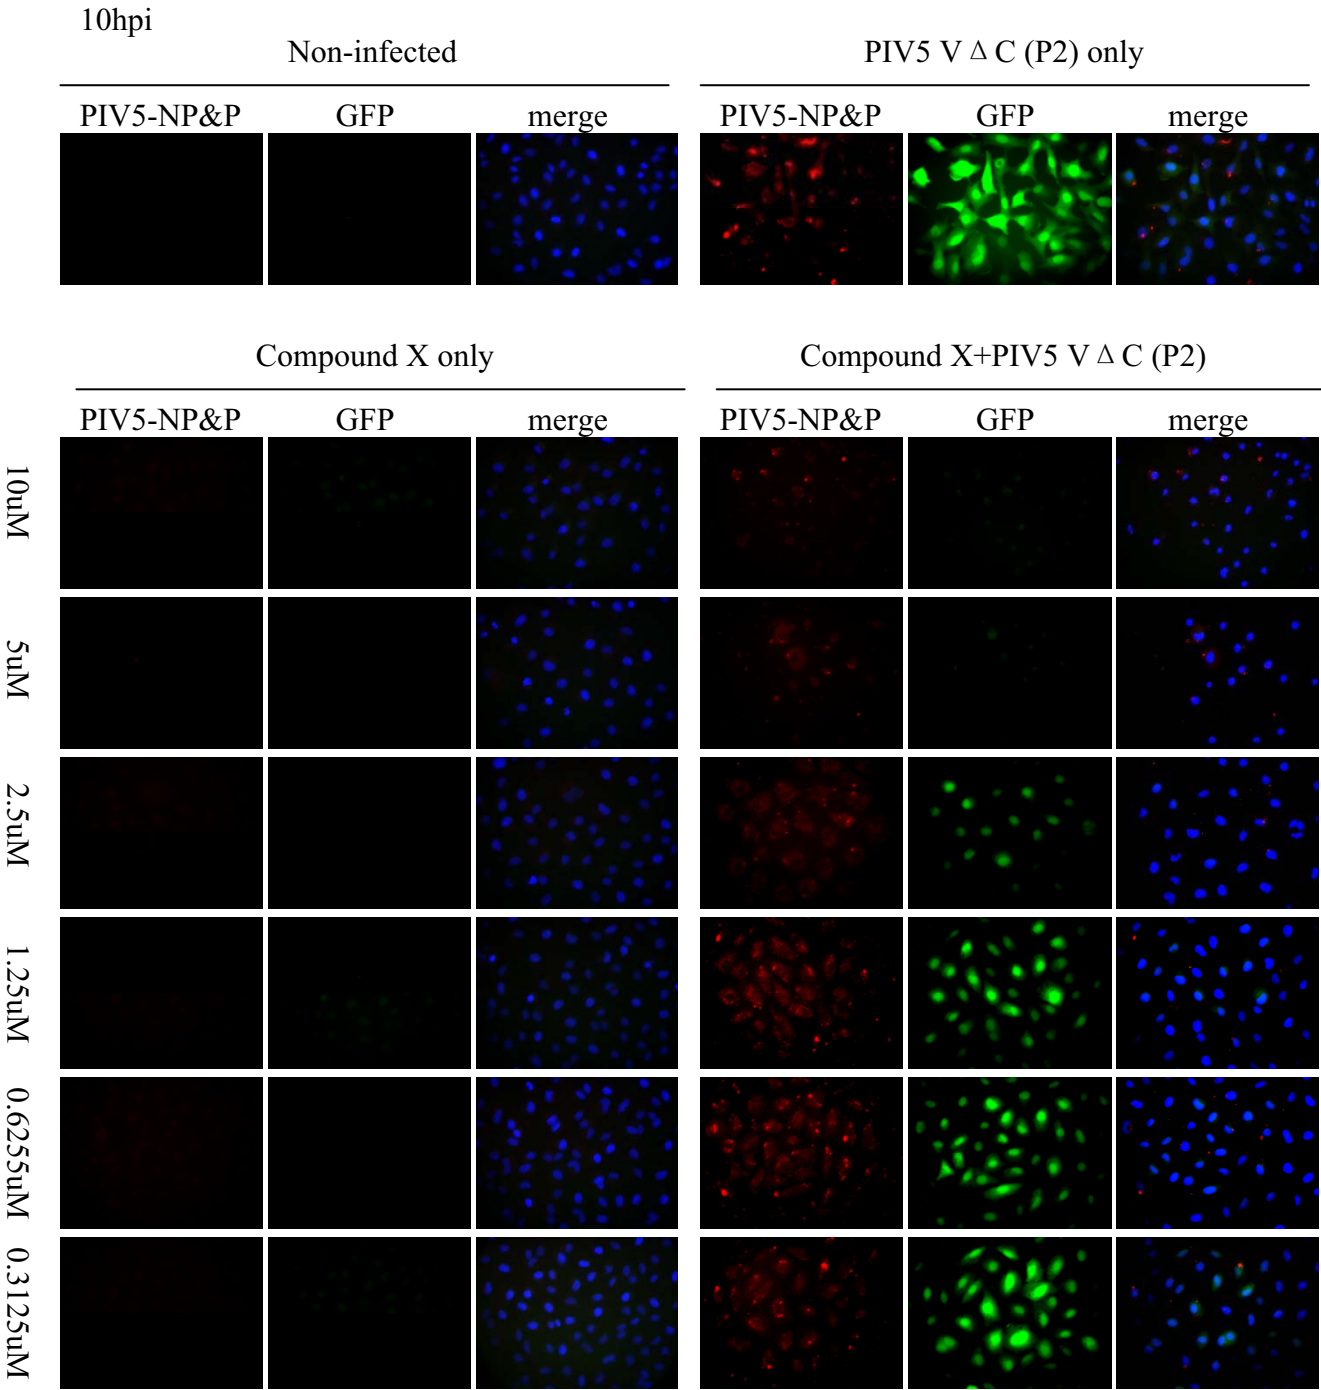 10hpi
Non-infected
PIV5 V Δ C (P2) only
PIV5-NP&P GFP merge PIV5-NP&P GFP merge
Compound X only
Compound X+PIV5 V Δ C (P2)
PIV5-NP&P GFP merge PIV5-NP&P GFP merge
10uM
5uM
2.5uM
1.25uM
0.6255uM
0.3125uM